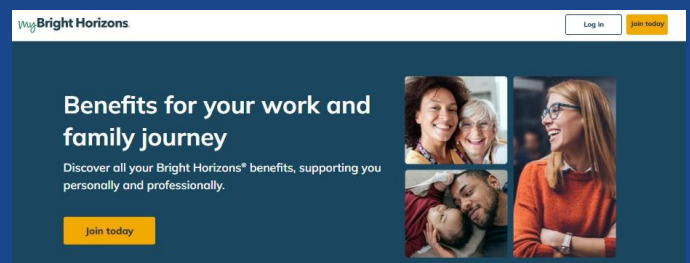 myBright Horizons.
Log in
Join today
Benefits for your work and
family journey
Discover all your Bright Horizons® benefits, supporting you
personally and professionally.
Join today